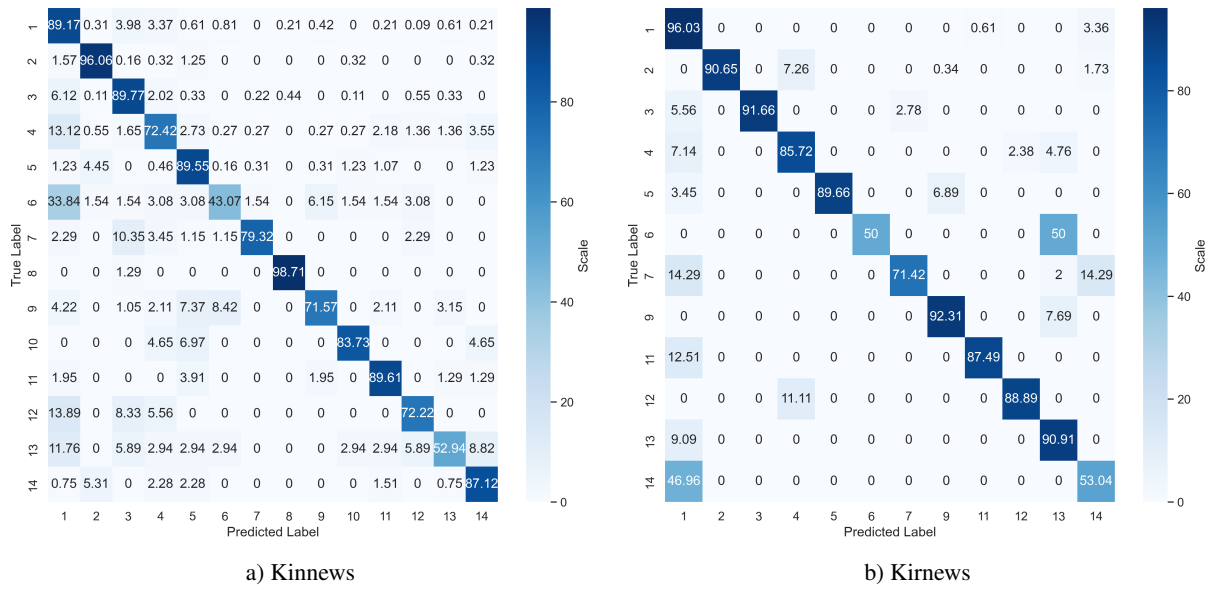 1 89.17 0.31 3.98 3.37 0.61 0.81 0 0.21 0.42 0 0.21 0.09 0.61 0.21
2 1.57 96.06 0.16 0.32 1.25 0 0 0 0 0.32 0 0 0 0.32
3 6.12 0.11 89.77 2.02 0.33 0 0.22 0.44 0 0.11 0 0.55 0.33 0
4 13.12 0.55 1.65 72.42 2.73 0.27 0.27 0 0.27 0.27 2.18 1.36 1.36 3.55
5 1.23 4.45 0 0.46 89.55 0.16 0.31 0 0.31 1.23 1.07 0 0 1.23
6 33.84 1.54 1.54 3.08 3.08 43.07 1.54 0 6.15 1.54 1.54 3.08 0 0
7 2.29 0 10.35 3.45 1.15 1.15 79.32 0 0 0 0 2.29 0 0
8 0 0 1.29 0 0 0 0 98.71 0 0 0 0 0 0
9 4.22 0 1.05 2.11 7.37 8.42 0 0 71.57 0 2.11 0 3.15 0
10 0 0 0 4.65 6.97 0 0 0 0 83.73 0 0 0 4.65
11 1.95 0 0 0 3.91 0 0 0 1.95 0 89.61 0 1.29 1.29
12 13.89 0 8.33 5.56 0 0 0 0 0 0 0 72.22 0 0
13 11.76 0 5.89 2.94 2.94 2.94 0 0 0 2.94 2.94 5.89 52.94 8.82
14 0.75 5.31 0 2.28 2.28 0 0 0 0 0 1.51 0 0.75 87.12
1 2 3 4 5 6 7 8 9 10 11 12 13 14
Predicted Label
True Label
80
60
40
20
0
Scale
a) Kinnews
1 96.03 0 0 0 0 0 0 0 0.61 0 0 3.36
2 0 90.65 0 7.26 0 0 0 0.34 0 0 0 1.73
3 5.56 0 91.66 0 0 0 2.78 0 0 0 0 0
4 7.14 0 0 85.72 0 0 0 0 0 2.38 4.76 0
5 3.45 0 0 0 89.66 0 0 6.89 0 0 0 0
6 0 0 0 0 0 50 0 0 0 0 50 0
7 14.29 0 0 0 0 0 71.42 0 0 0 2 14.29
9 0 0 0 0 0 0 0 92.31 0 0 7.69 0
11 12.51 0 0 0 0 0 0 0 87.49 0 0 0
12 0 0 0 11.11 0 0 0 0 0 88.89 0 0
13 9.09 0 0 0 0 0 0 0 0 0 90.91 0
14 46.96 0 0 0 0 0 0 0 0 0 0 53.04
1 2 3 4 5 6 7 9 11 12 13 14
Predicted Label
True Label
80
60
40
20
0
Scale
b) Kirnews